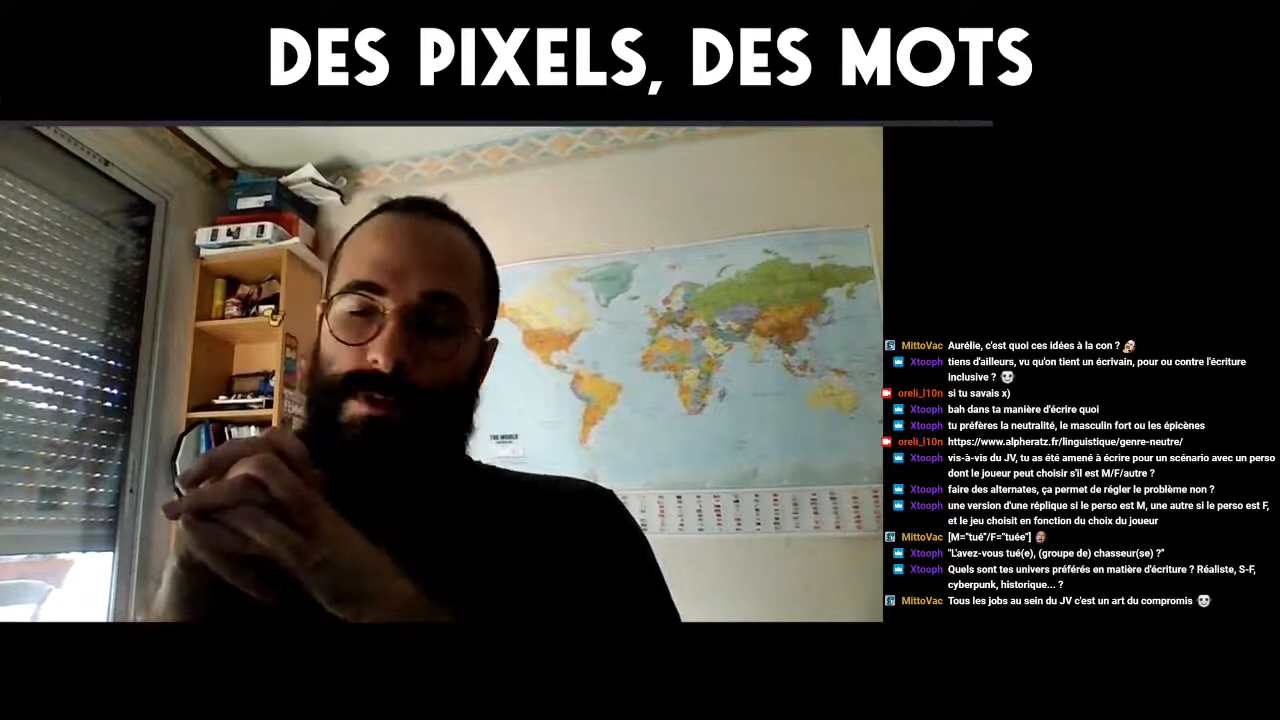 DES PIXELS, DES MOTS
THE WORLD
MittoVac Aurélie, c'est quoi ces idées à la con ?
Xtooph tiens d'ailleurs, vu qu'on tient un écrivain, pour ou contre l'écriture
inclusive ?
oreli_l10n si tu savais x)
Xtooph bah dans ta manière d'écrire quoi
Xtooph tu préfères la neutralité, le masculin fort ou les épicènes
oreli_l10n https://www.alpheratz.fr/linguistique/genre-neutre/
Xtooph vis-à-vis du JV, tu as été amené à écrire pour un scénario avec un perso
dont le joueur peut choisir s'il est M/F/autre ?
Xtooph faire des alternates, ça permet de régler le problème non ?
Xtooph une version d'une réplique si le perso est M, une autre si le perso est F,
et le jeu choisit en fonction du choix du joueur
MittoVac [M="tué"/F="tuée"]
Xtooph "L'avez-vous tué(e), (groupe de) chasseur(se) ?"
Xtooph Quels sont tes univers préférés en matière d'écriture ? Réaliste, S-F,
cyberpunk, historique... ?
MittoVac Tous les jobs au sein du JV c'est un art du compromis